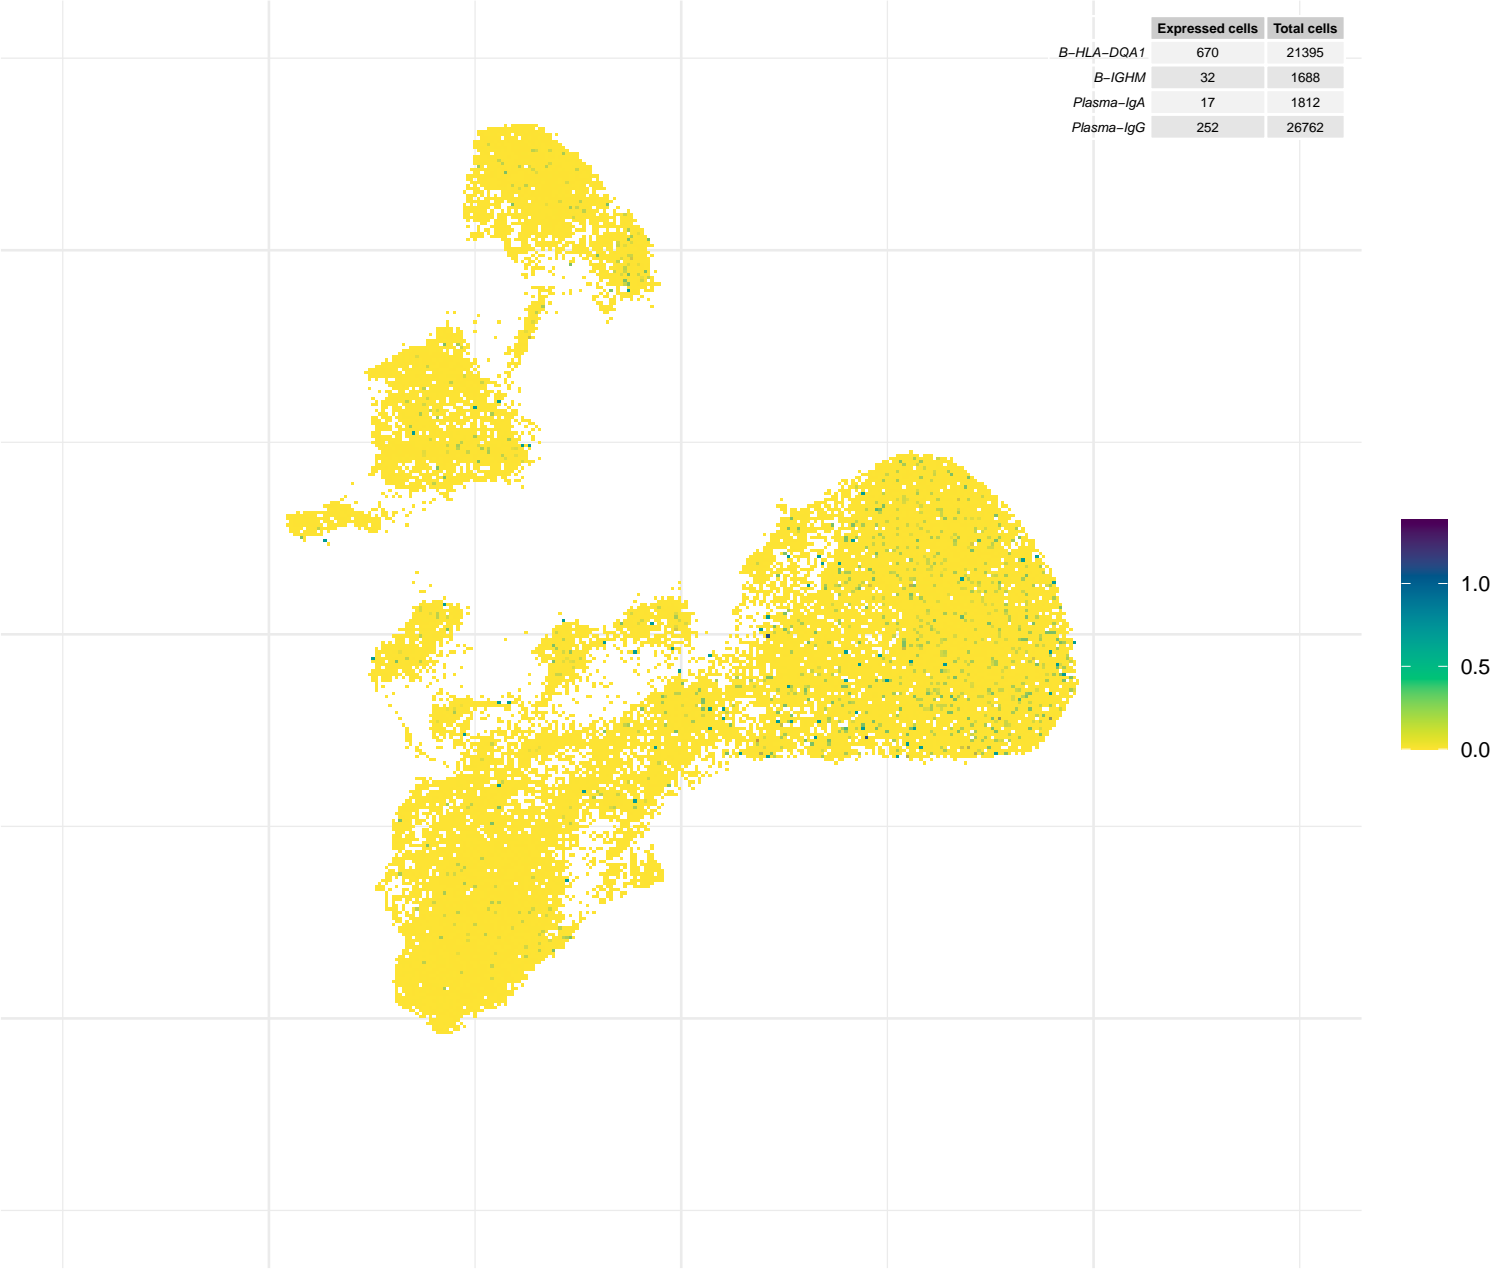 Expressed cells Total cells
B−HLA−DQA1 670 21395
B−IGHM 32 1688
Plasma−IgA 17 1812
Plasma−IgG 252 26762
1.0
0.5
0.0